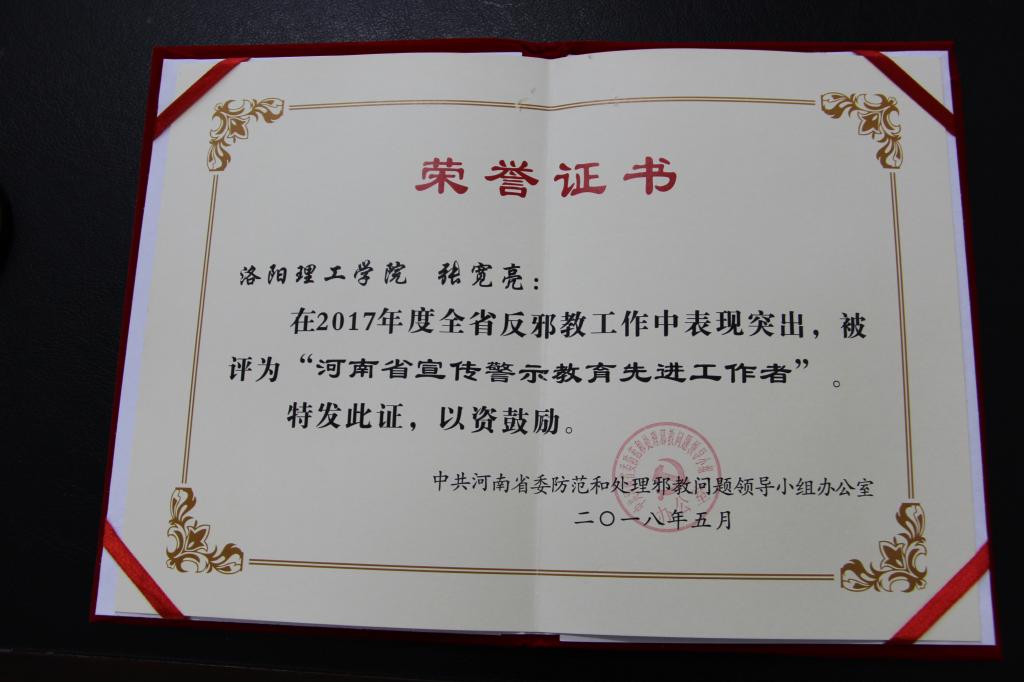 荣誉证书
洛阳理工学院 张宽亮：
在2017年度全省反邪教工作中表现突出，被
评为“河南省宣传警示教育先进工作者”。
特发此证，以资鼓励。
中共河南省委防范和处理邪教问题领导小组办公室
二〇一八年五月
办公室